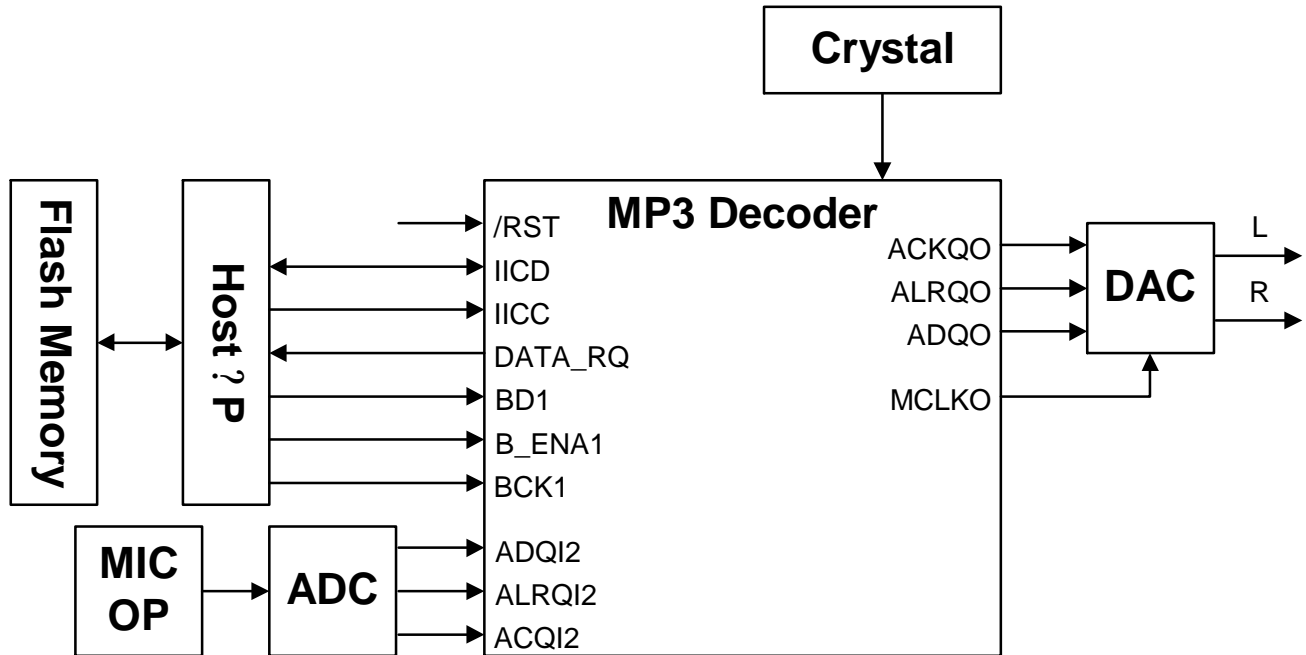 Crystal
Flash Memory
Host ? P
MP3 Decoder
/RST
IICD
IICC
DATA_RQ
BD1
B_ENA1
BCK1
ADQI2
ALRQI2
ACQI2
ACKQO
ALRQO
ADQO
MCLKO
DAC
L
R
MIC
OP
ADC